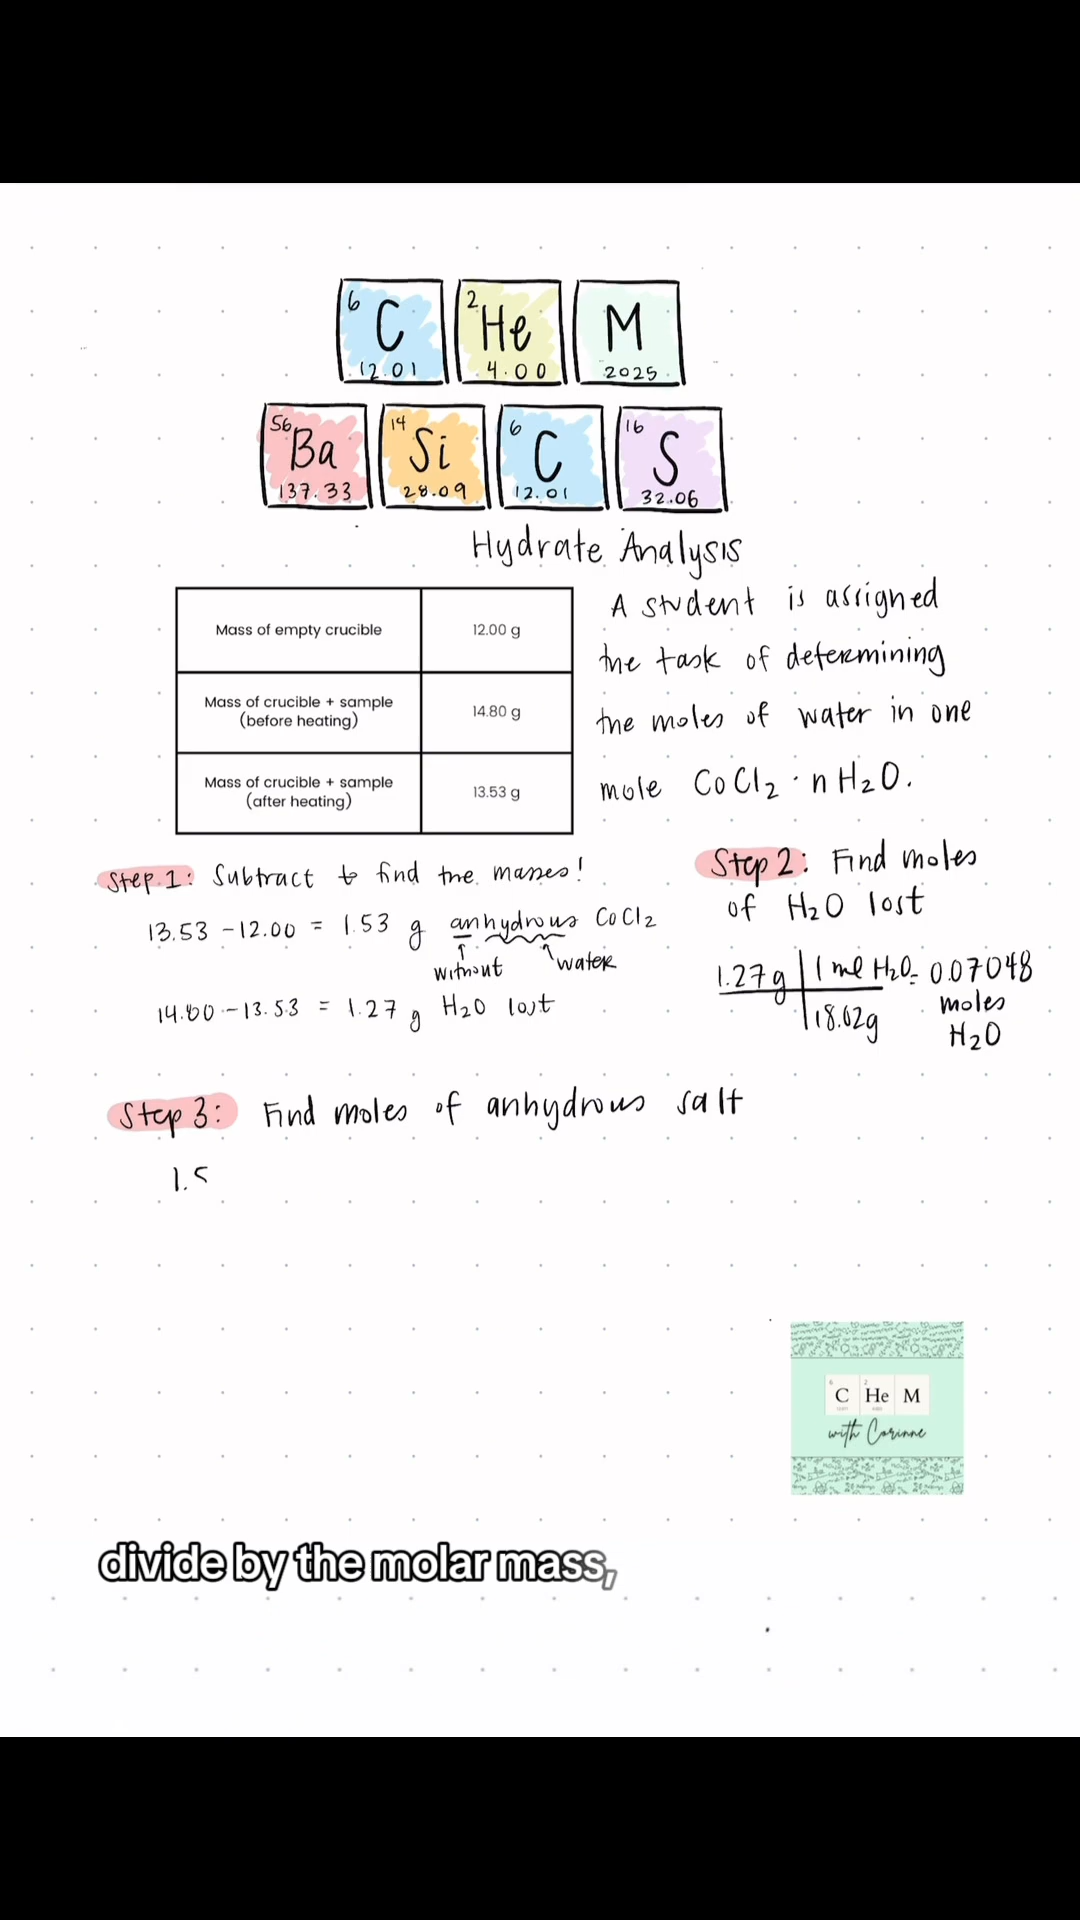 6
C
12.01
2
He
4.00
M
2025
56
Ba
137.33
14
Si
28.09
6
C
12.01
16
S
32.06
Hydrate Analysis
Mass of empty crucible
12.00 g
Mass of crucible + sample
(before heating)
14.80 g
Mass of crucible + sample
(after heating)
13.53 g
A student is assigned
the task of determining
the moles of water in one
mole CoCl2 · nH2O.
Step 1: Subtract to find the masses!
13.53 - 12.00 = 1.53 g anhydrous CoCl2
without water
14.80 - 13.53 = 1.27 g H2O lost
Step 2: Find moles
of H2O lost
1.27g | 1 mol H2O = 0.07048
18.02g
moles
H2O
Step 3: Find moles of anhydrous salt
1.5
C He M
with Corinne
divide by the molar mass,